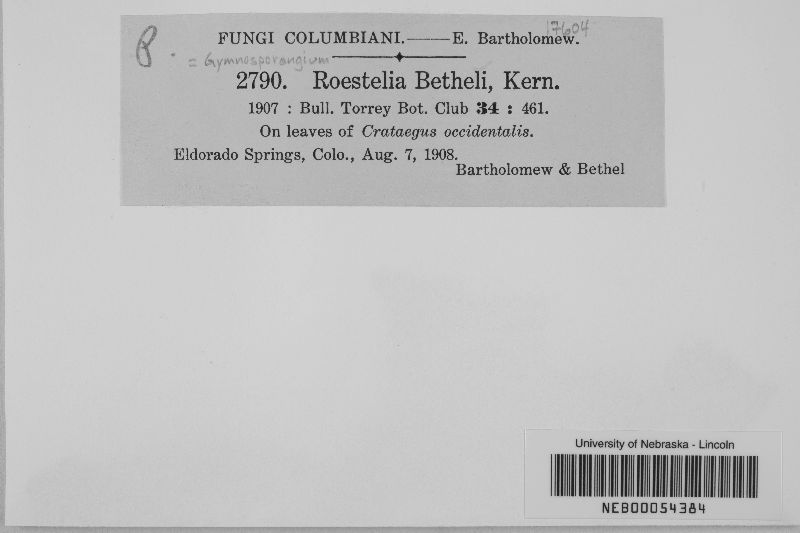 17604
FUNGI COLUMBIANI.——E. Bartholomew.
P. = Gymnosporangium
2790. Roestelia Betheli, Kern.
1907 : Bull. Torrey Bot. Club 34 : 461.
On leaves of Crataegus occidentalis.
Eldorado Springs, Colo., Aug. 7, 1908.
Bartholomew & Bethel
University of Nebraska - Lincoln
NEB00054384